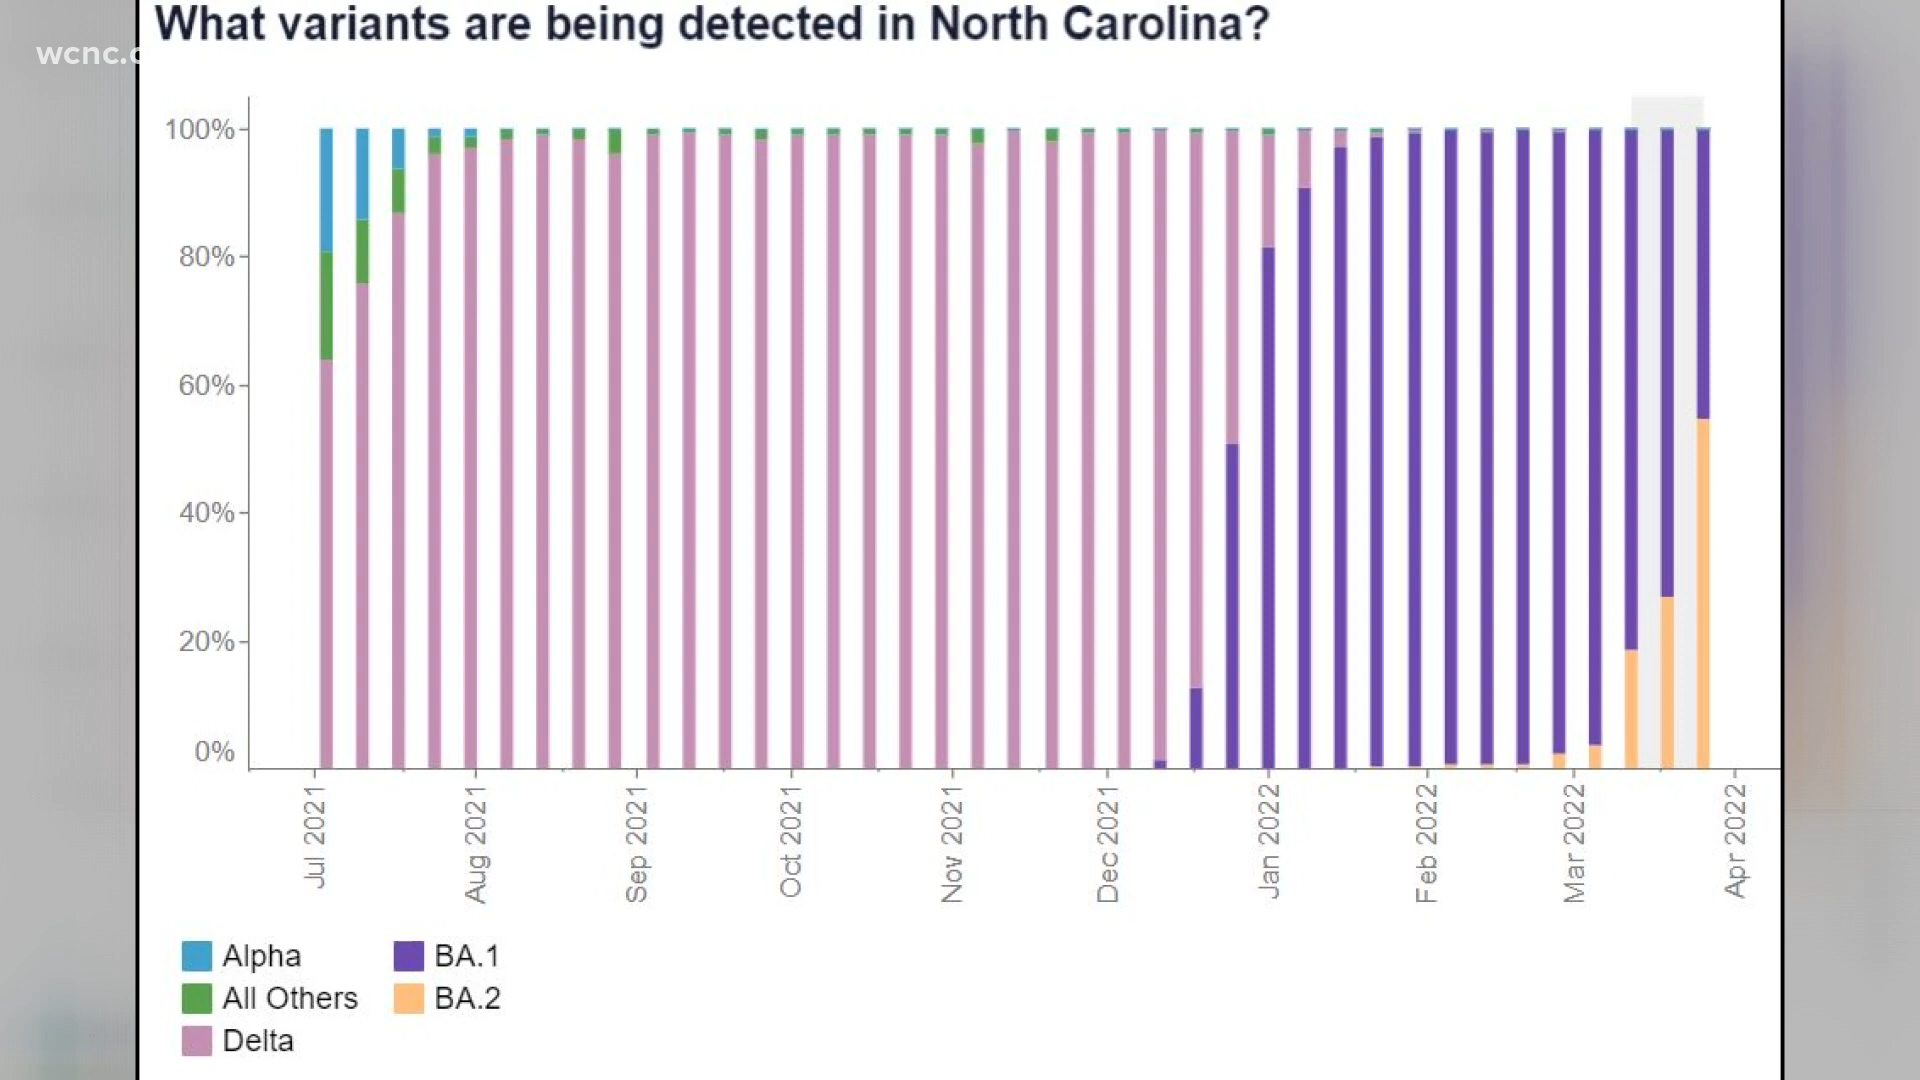 What variants are being detected in North Carolina?
wcnc.c
100%
80%
60%
40%
20%
0%
Jul 2021
Aug 2021
Sep 2021
Oct 2021
Nov 2021
Dec 2021
Jan 2022
Feb 2022
Mar 2022
Apr 2022
Alpha
BA.1
All Others
BA.2
Delta